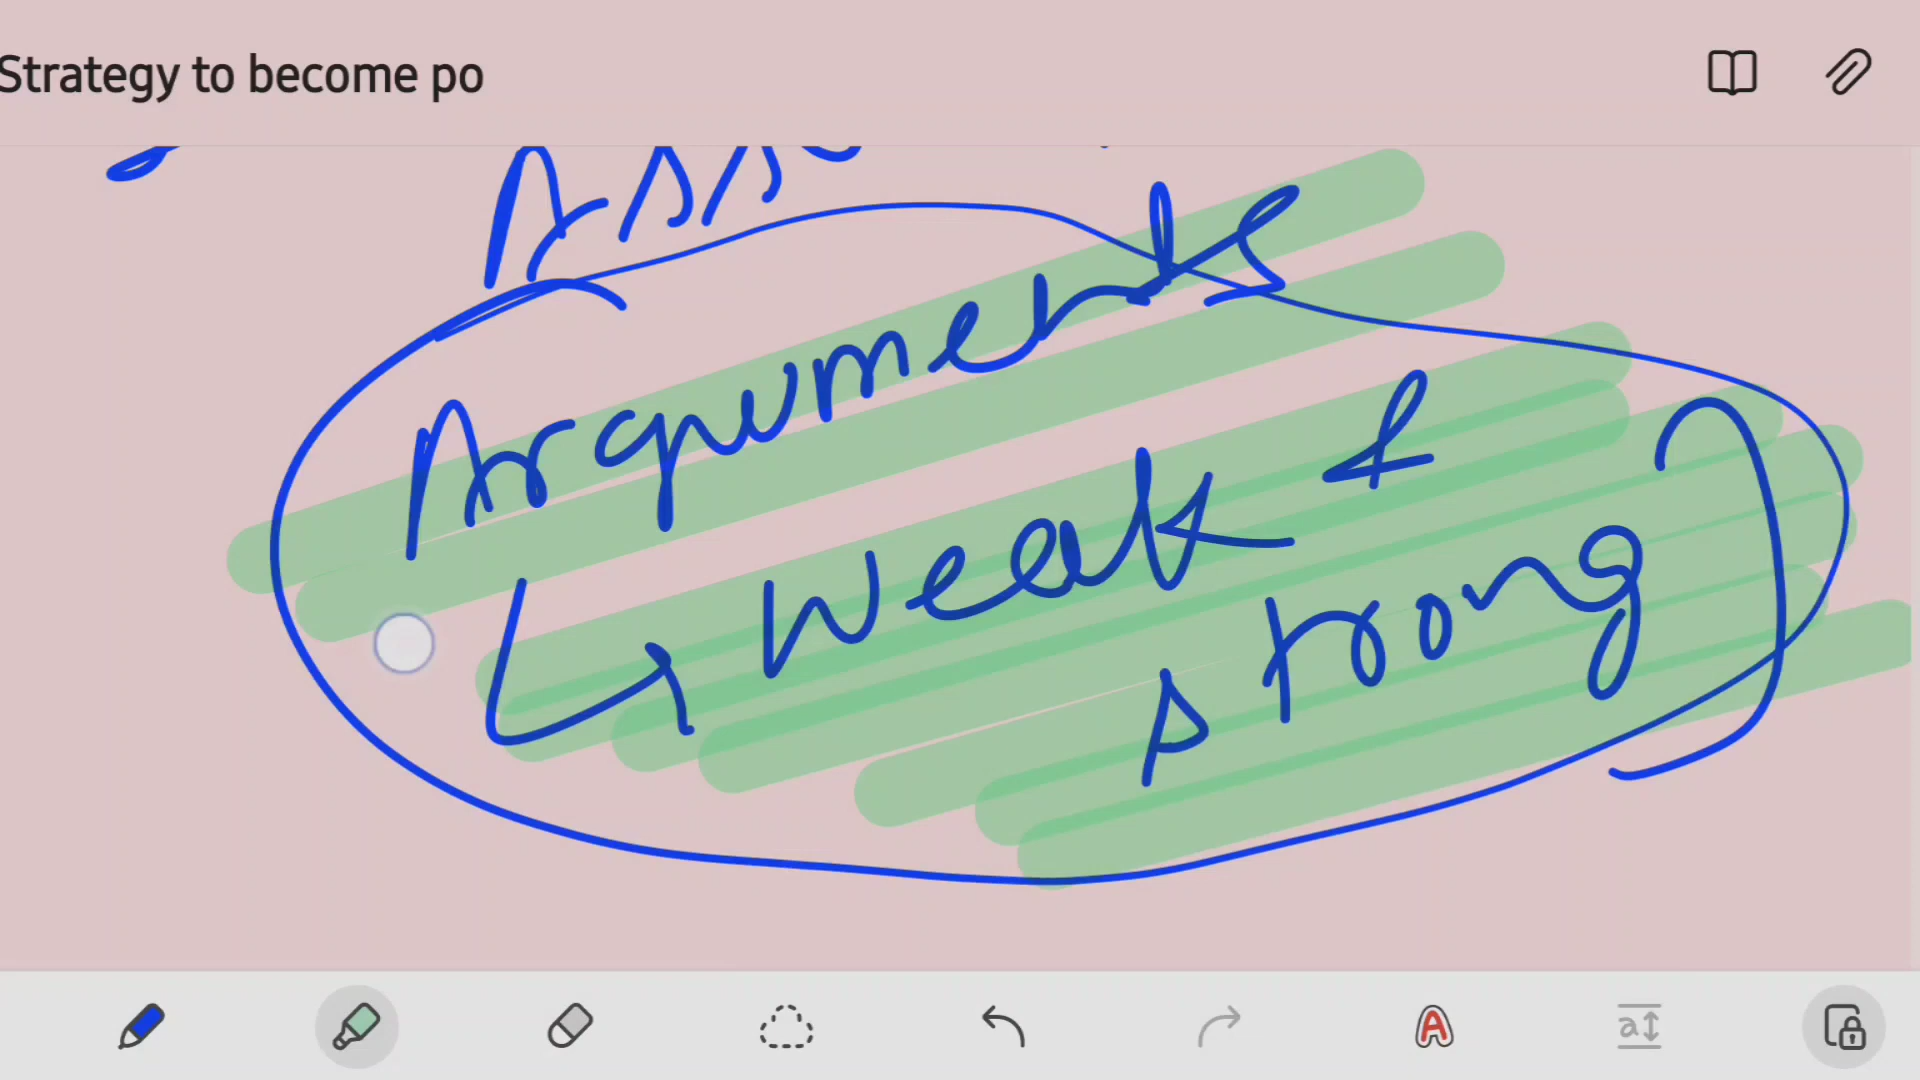 Strategy to become po
Arguments
weak &
strong